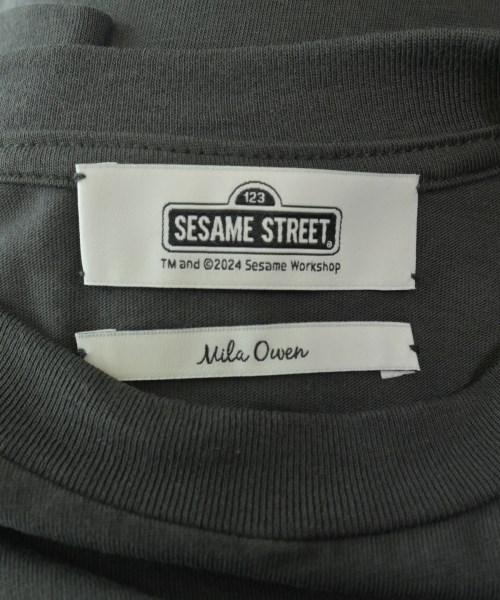 123
SESAME STREET®
TM and ©2024 Sesame Workshop
Mila Owen